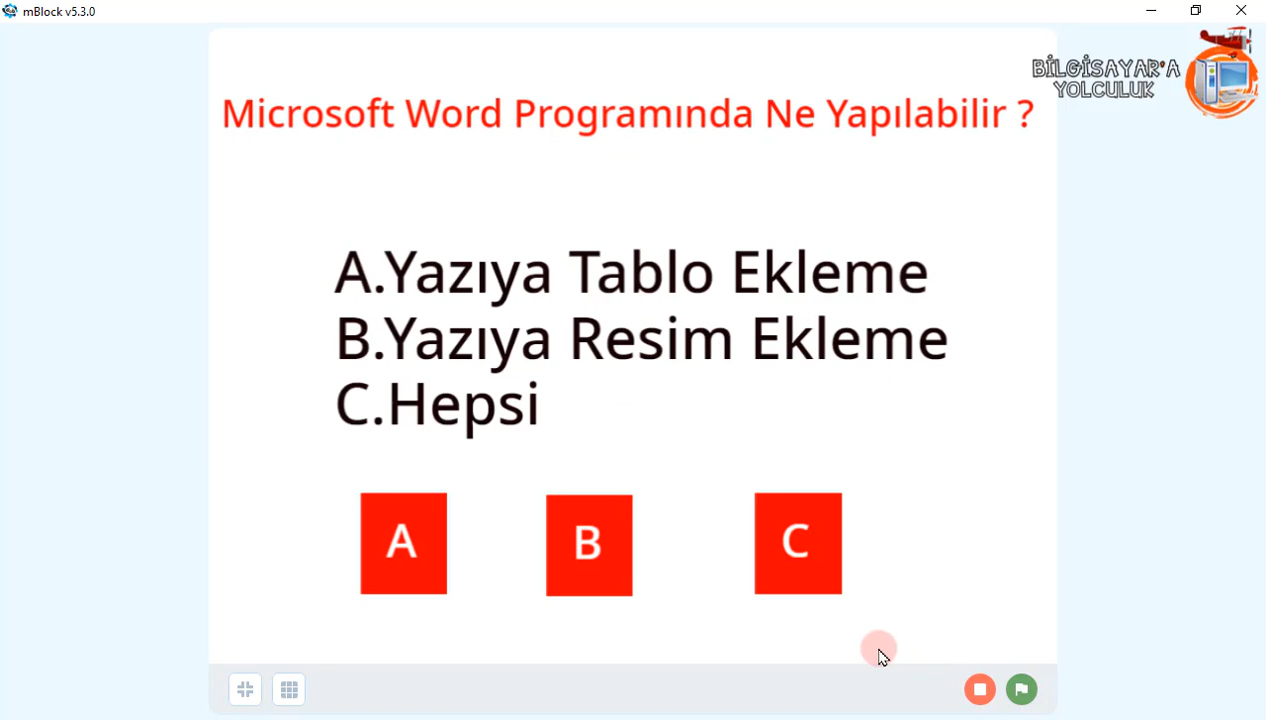 mBlock v5.3.0
BİLGİSAYAR'A
YOLCULUK
Microsoft Word Programında Ne Yapılabilir ?
A.Yazıya Tablo Ekleme
B.Yazıya Resim Ekleme
C.Hepsi
A B C